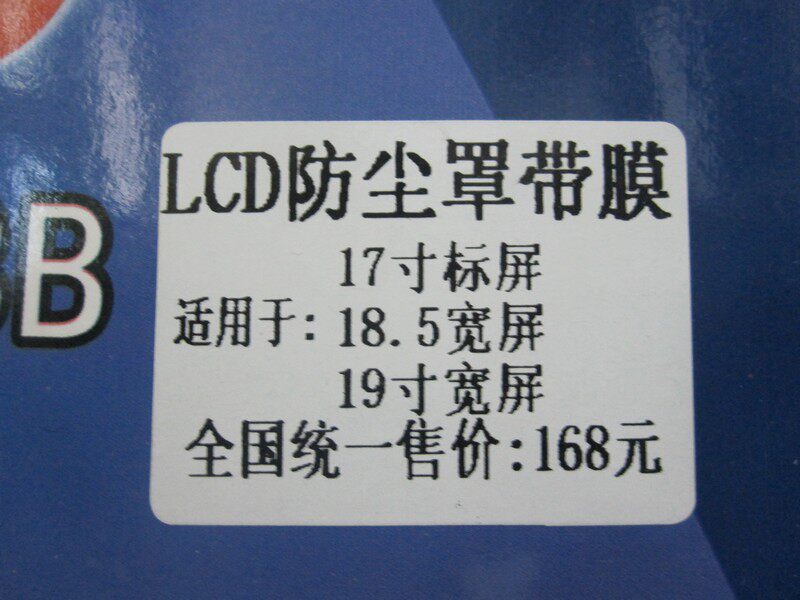 LCD防尘罩带膜
17寸标屏
适用于:18.5宽屏
19寸宽屏
全国统一售价:168元
B